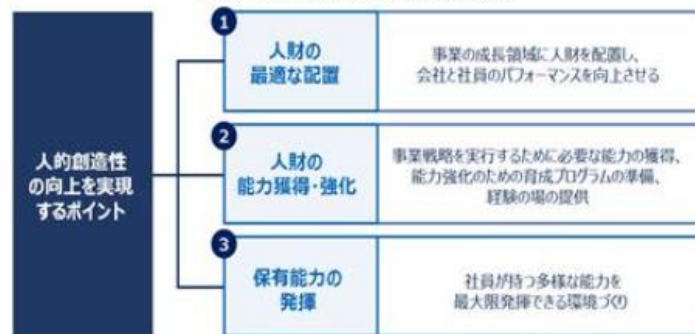 人的創造性
の向上を実現
するポイント
1
人財の
最適な配置
事業の成長領域に人財を配置し、
会社と社員のパフォーマンスを向上させる
2
人財の
能力獲得・強化
事業戦略を実行するために必要な能力の獲得、
能力強化のための育成プログラムの準備、
経験の場の提供
3
保有能力の
発揮
社員が持つ多様な能力を
最大限発揮できる環境づくり